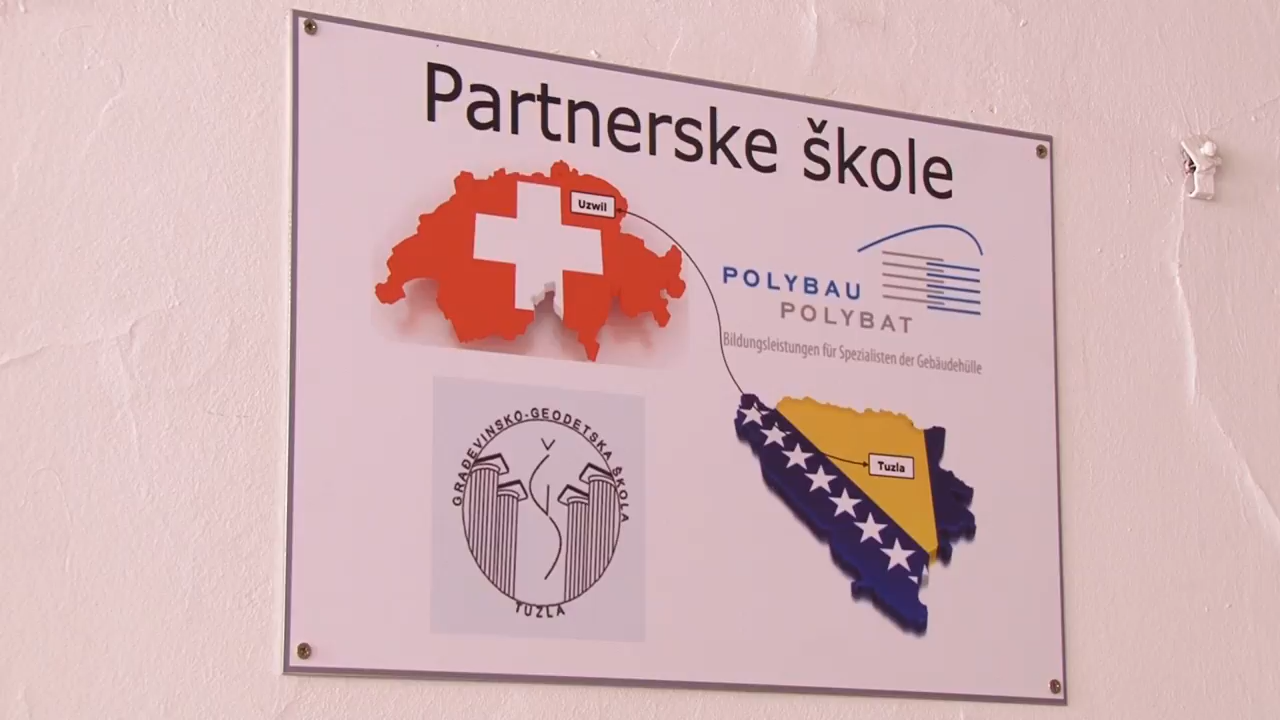 Partnerske škole
Uzwil
POLYBAU
POLYBAT
Bildungsleistungen für Spezialisten der Gebäudehülle
GRAĐEVINSKO-GEODETSKA ŠKOLA
TUZLA
Tuzla